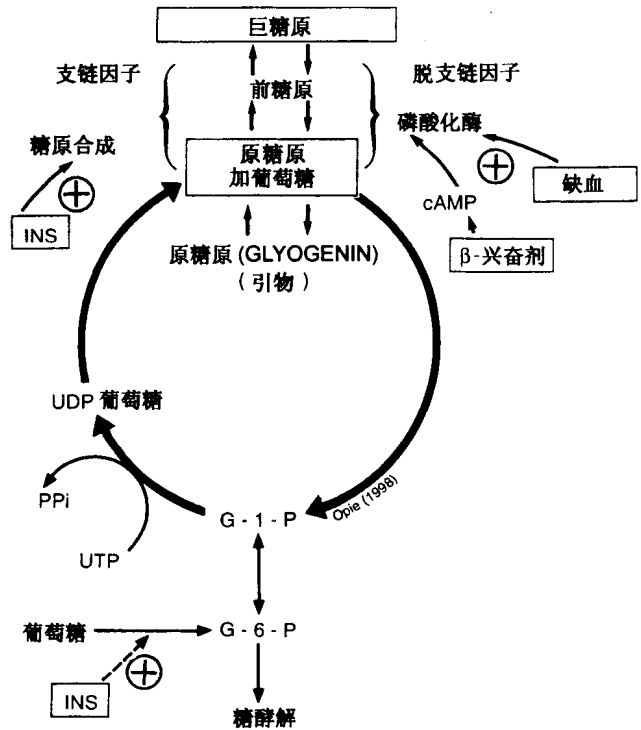 巨糖原
支链因子
前糖原
脱支链因子
磷酸化酶
糖原合成
原糖原
加葡萄糖
缺血
cAMP
INS
β-兴奋剂
原糖原 (GLYOGENIN)
(引物)
UDP 葡萄糖
PPi
Opie (1998)
G - 1 - P
UTP
葡萄糖
G - 6 - P
INS
糖酵解